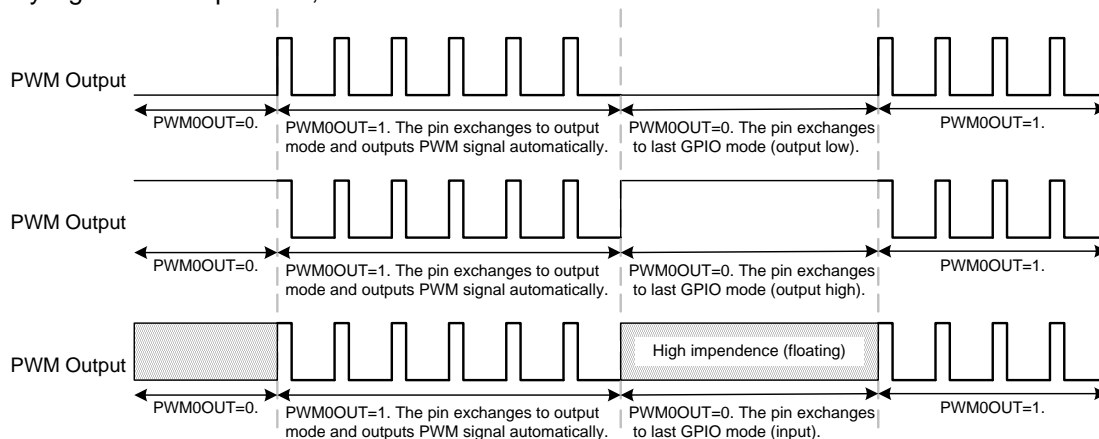 PWM Output
PWM0OUT=0.
PWM0OUT=1. The pin exchanges to output
mode and outputs PWM signal automatically.
PWM0OUT=0. The pin exchanges
to last GPIO mode (output low).
PWM0OUT=1.
PWM Output
PWM0OUT=0.
PWM0OUT=1. The pin exchanges to output
mode and outputs PWM signal automatically.
PWM0OUT=0. The pin exchanges
to last GPIO mode (output high).
PWM0OUT=1.
PWM Output
High impendence (floating)
PWM0OUT=0.
PWM0OUT=1. The pin exchanges to output
mode and outputs PWM signal automatically.
PWM0OUT=0. The pin exchanges
to last GPIO mode (input).
PWM0OUT=1.